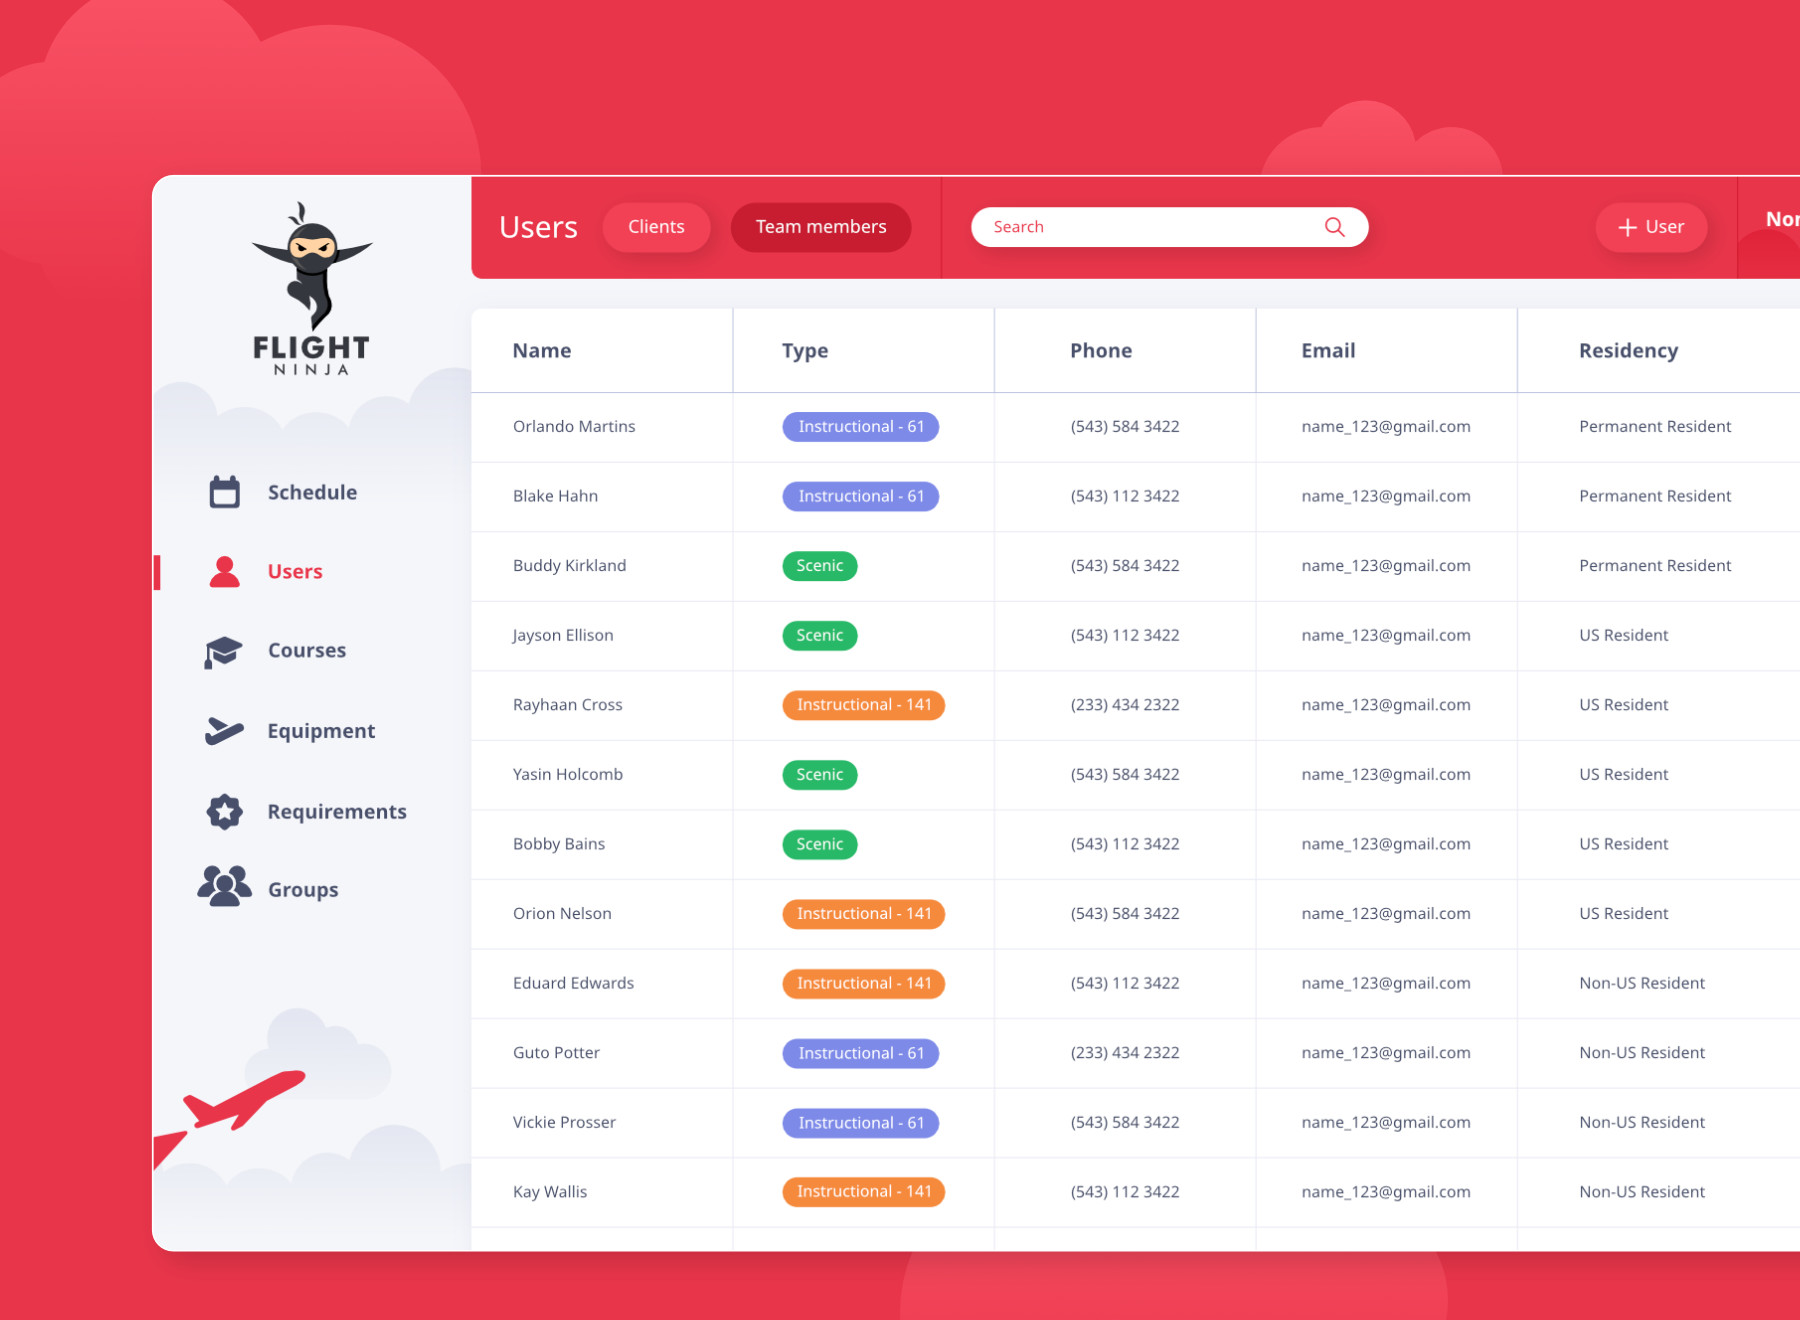 FLIGHT
NINJA
Schedule
Users
Courses
Equipment
Requirements
Groups
Users Clients Team members Search + User
Name Type Phone Email Residency
Orlando Martins Instructional - 61 (543) 584 3422 name_123@gmail.com Permanent Resident
Blake Hahn Instructional - 61 (543) 112 3422 name_123@gmail.com Permanent Resident
Buddy Kirkland Scenic (543) 584 3422 name_123@gmail.com Permanent Resident
Jayson Ellison Scenic (543) 112 3422 name_123@gmail.com US Resident
Rayhaan Cross Instructional - 141 (233) 434 2322 name_123@gmail.com US Resident
Yasin Holcomb Scenic (543) 584 3422 name_123@gmail.com US Resident
Bobby Bains Scenic (543) 112 3422 name_123@gmail.com US Resident
Orion Nelson Instructional - 141 (543) 584 3422 name_123@gmail.com US Resident
Eduard Edwards Instructional - 141 (543) 112 3422 name_123@gmail.com Non-US Resident
Guto Potter Instructional - 61 (233) 434 2322 name_123@gmail.com Non-US Resident
Vickie Prosser Instructional - 61 (543) 584 3422 name_123@gmail.com Non-US Resident
Kay Wallis Instructional - 141 (543) 112 3422 name_123@gmail.com Non-US Resident